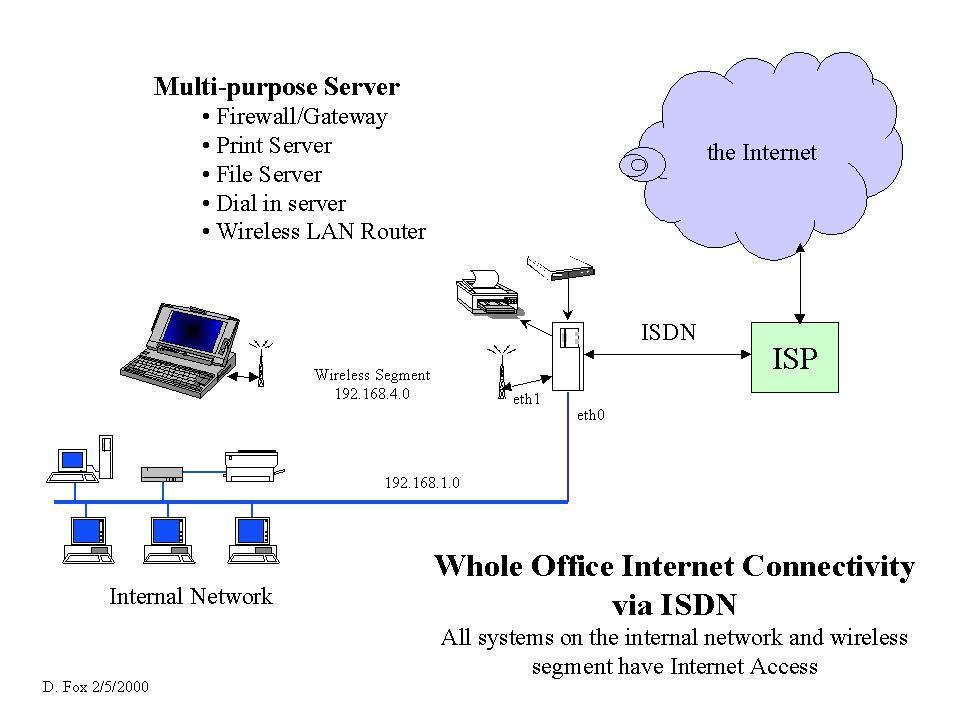 Multi-purpose Server
• Firewall/Gateway
• Print Server
• File Server
• Dial in server
• Wireless LAN Router
the Internet
ISDN
ISP
Wireless Segment
192.168.4.0
eth1
eth0
192.168.1.0
Internal Network
Whole Office Internet Connectivity
via ISDN
All systems on the internal network and wireless
segment have Internet Access
D. Fox 2/5/2000